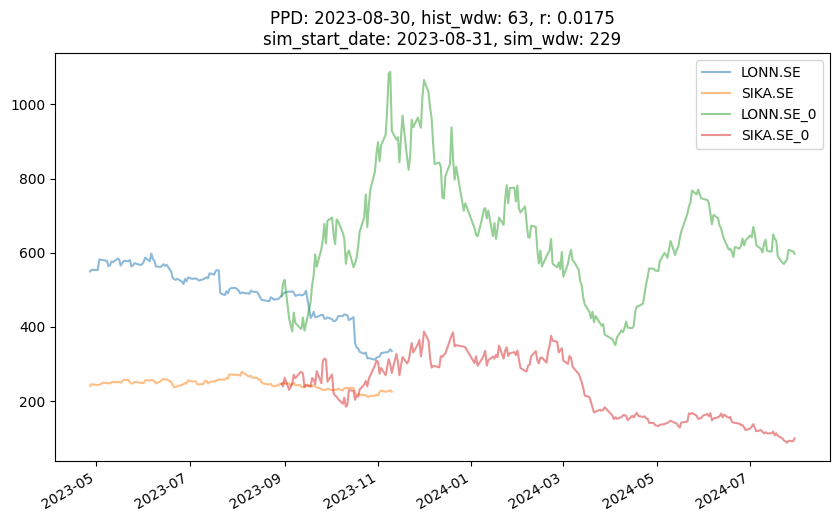 PPD: 2023-08-30, hist_wdw: 63, r: 0.0175
sim_start_date: 2023-08-31, sim_wdw: 229
LONN.SE
SIKA.SE
LONN.SE_0
SIKA.SE_0
1000
800
600
400
200
2023-05
2023-07
2023-09
2023-11
2024-01
2024-03
2024-05
2024-07